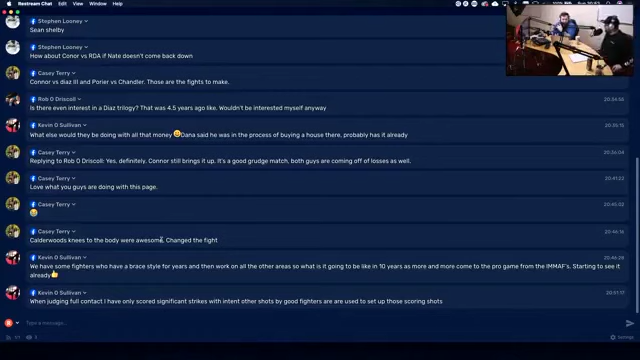 Restream Chat Edit View Window Help
Stephen Looney
Sean shelby
Stephen Looney
How about Conor vs RDA if Nate doesn't come back down
Casey Terry
Connor vs diaz III and Porier vs Chandler. Those are the fights to make.
Rob O Driscoll
20:34:55
Is there even interest in a Diaz trilogy? That was 4.5 years ago like. Wouldn't be interested myself anyway
Kevin O Sullivan
20:35:15
What else would they be doing with all that money 😀Dana said he was in the process of buying a house there, probably has it already
Casey Terry
20:36:04
Replying to Rob O Driscoll: Yes, definitely. Connor still brings it up. It's a good grudge match, both guys are coming off of losses as well.
Casey Terry
20:41:22
Love what you guys are doing with this page.
Casey Terry
20:45:02
😭
Casey Terry
20:46:16
Calderwoods knees to the body were awesome. Changed the fight
Kevin O Sullivan
20:46:28
We have some fighters who have a brace style for years and then work on all the other areas so what is it going to be like in 10 years as more and more come to the pro game from the IMMAF's. Starting to see it
already👍
Kevin O Sullivan
20:51:17
When judging full contact I have only scored significant strikes with intent other shots by good fighters are are used to set up those scoring shots
Type a message...